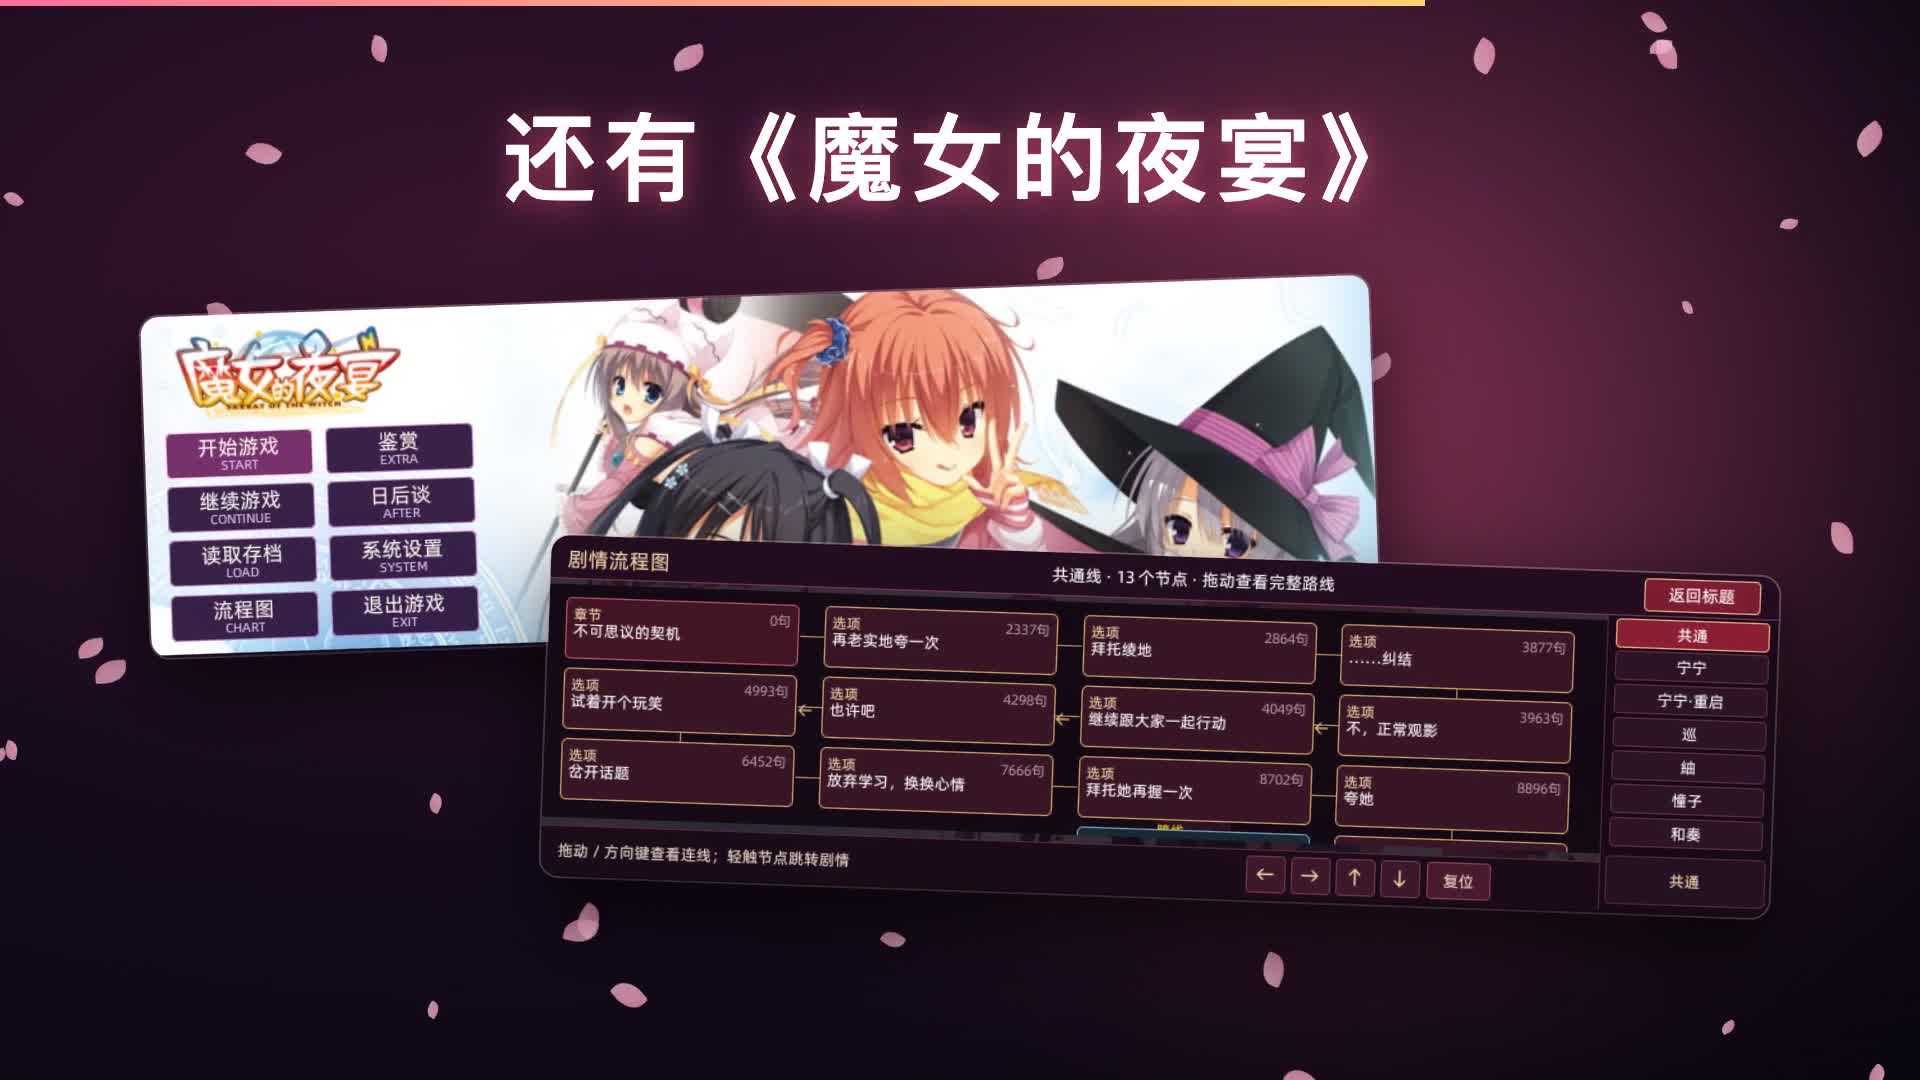 还有《魔女的夜宴》
魔女的夜宴
SABBAT OF THE WITCH
开始游戏
START
鉴赏
EXTRA
继续游戏
CONTINUE
日后谈
AFTER
读取存档
LOAD
系统设置
SYSTEM
流程图
CHART
退出游戏
EXIT
剧情流程图
共通线 · 13个节点 · 拖动查看完整路线
返回标题
章节
0句
不可思议的契机
选项
2337句
再老实地夸一次
选项
2864句
拜托绫地
选项
3877句
……纠结
选项
4993句
试着开个玩笑
选项
4298句
也许吧
选项
4049句
继续跟大家一起行动
选项
3963句
不，正常观影
选项
6452句
岔开话题
选项
7666句
放弃学习，换换心情
选项
8702句
拜托她再握一次
选项
8896句
夸她
共通
宁宁
宁宁·重启
巡
紬
憧子
和奏
共通
拖动 / 方向键查看连线；轻触节点跳转剧情
← → ↑ ↓ 复位